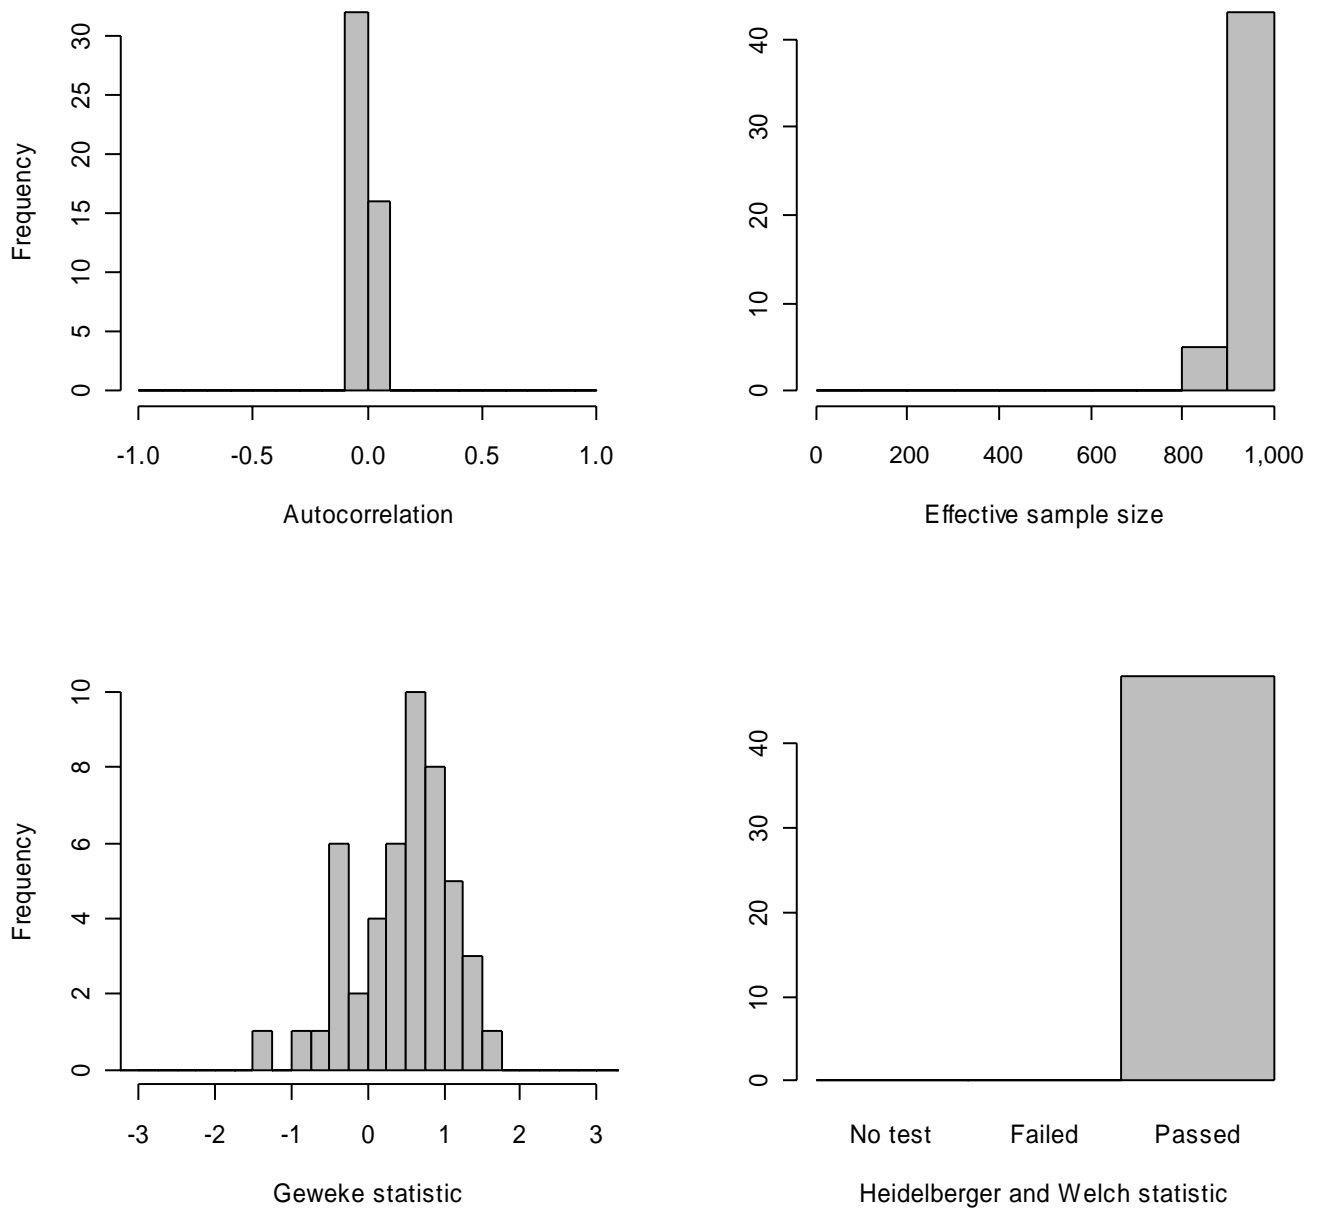 Frequency
30
25
20
15
10
5
0
-1.0 -0.5 0.0 0.5 1.0
Autocorrelation
40
30
20
10
0
0 200 400 600 800 1,000
Effective sample size
Frequency
10
8
6
4
2
0
-3 -2 -1 0 1 2 3
Geweke statistic
40
30
20
10
0
No test Failed Passed
Heidelberger and Welch statistic